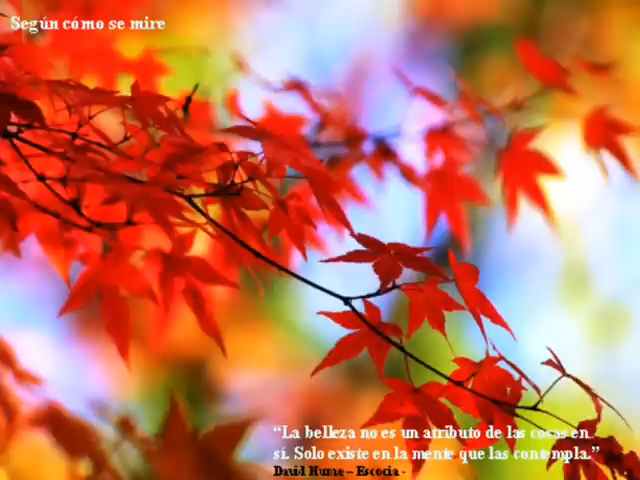 Según cómo se mire
“La belleza no es un atributo de las cosas en
sí. Solo existe en la mente que las contempla.”
David Hume – Escocia -